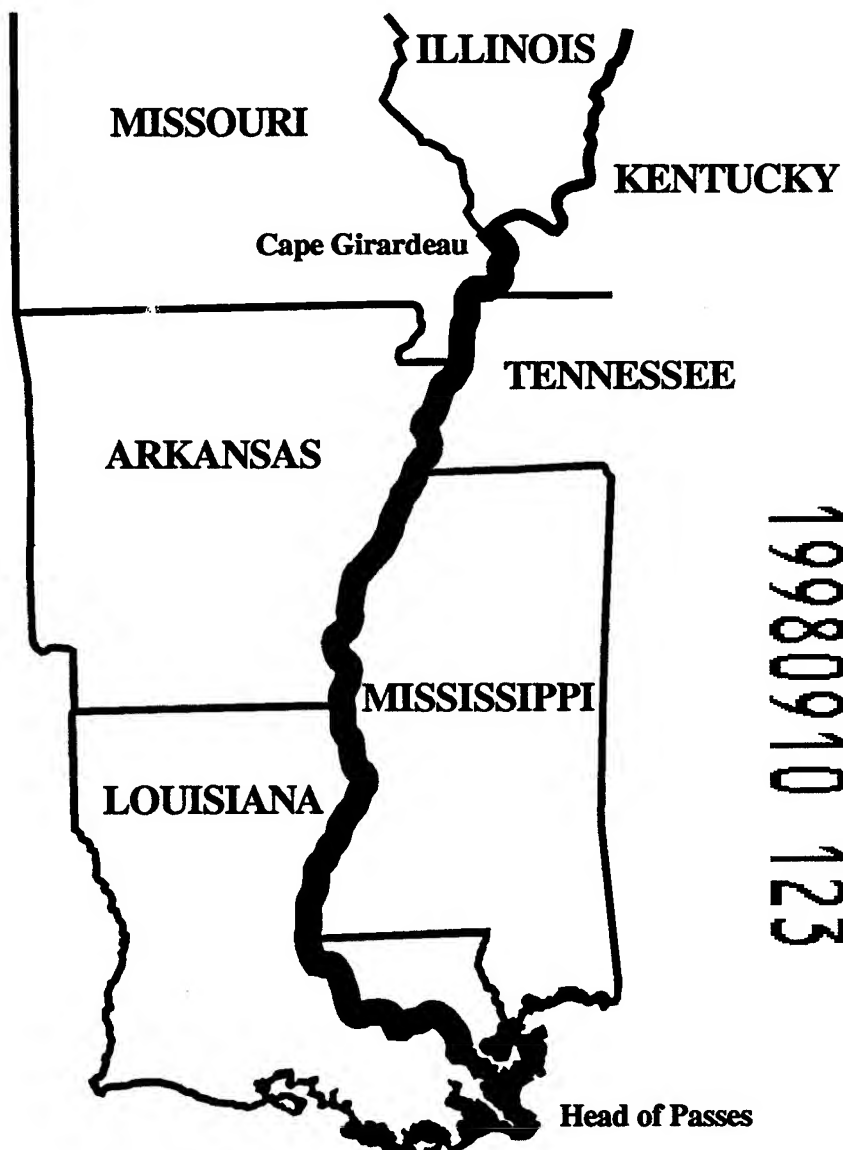 ILLINOIS
MISSOURI
KENTUCKY
Cape Girardeau
TENNESSEE
ARKANSAS
19980910 123
MISSISSIPPI
LOUISIANA
Head of Passes